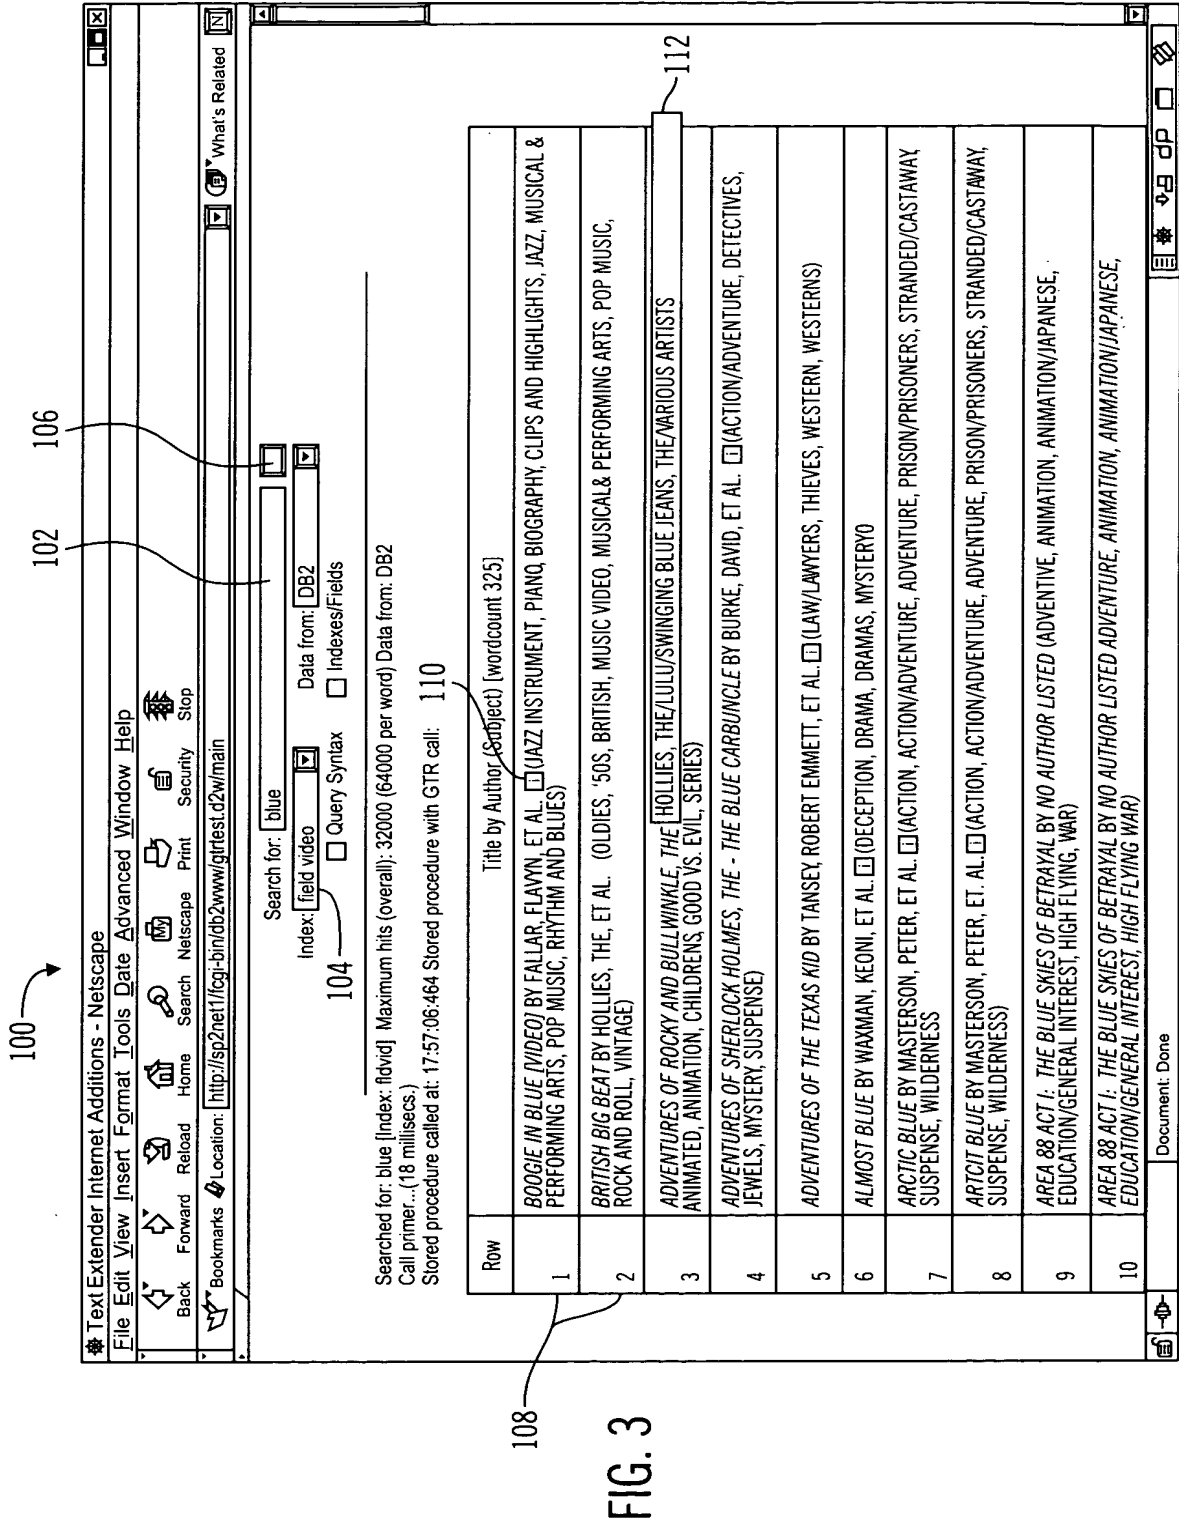 100
102
106
Text Extender Internet Additions - Netscape
File Edit View Insert Format Tools Date Advanced Window Help
Back Forward Reload Home Search Netscape Print Security Stop
My
Bookmarks Location: http://sp2net1/fcgi-bin/db2www/gtrtest.d2w/main What's Related N
Search for: blue
Index: field video Data from: DB2
104
Query Syntax Indexes/Fields
Searched for: blue [Index: fldvid] Maximum hits (overall): 32000 (64000 per word) Data from: DB2
Call primer...(18 millisecs.)
Stored procedure called at: 17:57:06:464 Stored procedure with GTR call:
110
112
108
Row Title by Author (Subject) [wordcount 325]
1 BOOGIE IN BLUE [VIDEO] BY FALLAR, FLAVYN, ET AL. i (JAZZ INSTRUMENT, PIANO, BIOGRAPHY, CLIPS AND HIGHLIGHTS, JAZZ, MUSICAL &
PERFORMING ARTS, POP MUSIC, RHYTHM AND BLUES)
2 BRITISH BIG BEAT BY HOLLIES, THE, ET AL. (OLDIES, '50S, BRITISH, MUSIC VIDEO, MUSICAL& PERFORMING ARTS, POP MUSIC,
ROCK AND ROLL, VINTAGE)
3 ADVENTURES OF ROCKY AND BULLWINKLE, THE HOLLIES, THE/LULU/SWINGING BLUE JEANS, THE/VARIOUS ARTISTS
ANIMATED, ANIMATION, CHILDRENS, GOOD VS. EVIL, SERIES)
4 ADVENTURES OF SHERLOCK HOLMES, THE - THE BLUE CARBUNCLE BY BURKE, DAVID, ET AL. i (ACTION/ADVENTURE, DETECTIVES,
JEWELS, MYSTERY, SUSPENSE)
5 ADVENTURES OF THE TEXAS KID BY TANSEY, ROBERT EMMETT, ET AL. i (LAW/LAWYERS, THIEVES, WESTERN, WESTERNS)
6 ALMOST BLUE BY WAXMAN, KEONI, ET AL. i (DECEPTION, DRAMA, DRAMAS, MYSTERY0
7 ARCTIC BLUE BY MASTERSON, PETER, ET AL. i (ACTION, ACTION/ADVENTURE, ADVENTURE, PRISON/PRISONERS, STRANDED/CASTAWAY,
SUSPENSE, WILDERNESS
8 ARTCIT BLUE BY MASTERSON, PETER, ET. AL. i (ACTION, ACTION/ADVENTURE, ADVENTURE, PRISON/PRISONERS, STRANDED/CASTAWAY,
SUSPENSE, WILDERNESS)
9 AREA 88 ACT I: THE BLUE SKIES OF BETRAYAL BY NO AUTHOR LISTED (ADVENTIVE, ANIMATION, ANIMATION/JAPANESE,
EDUCATION/GENERAL INTEREST, HIGH FLYING, WAR)
10 AREA 88 ACT I: THE BLUE SKIES OF BETRAYAL BY NO AUTHOR LISTED ADVENTURE, ANIMATION, ANIMATION/JAPANESE,
EDUCATION/GENERAL INTEREST, HIGH FLYING WAR)
Document: Done
FIG. 3